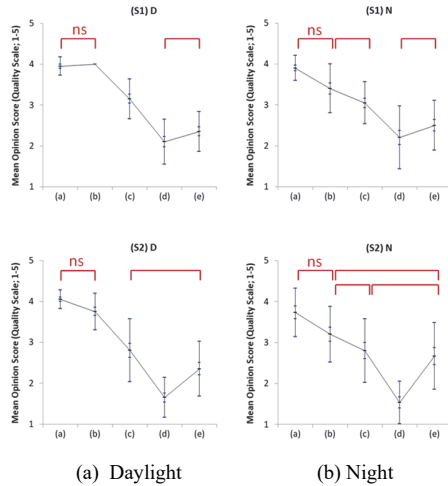 (S1) D
Mean Opinion Score (Quality Scale; 1-5)
5
4
3
2
1
ns
(a) (b) (c) (d) (e)
(S1) N
Mean Opinion Score (Quality Scale; 1-5)
5
4
3
2
1
ns
(a) (b) (c) (d) (e)
(S2) D
Mean Opinion Score (Quality Scale; 1-5)
5
4
3
2
1
ns
(a) (b) (c) (d) (e)
(S2) N
Mean Opinion Score (Quality Scale; 1-5)
5
4
3
2
1
ns
(a) (b) (c) (d) (e)
(a) Daylight
(b) Night